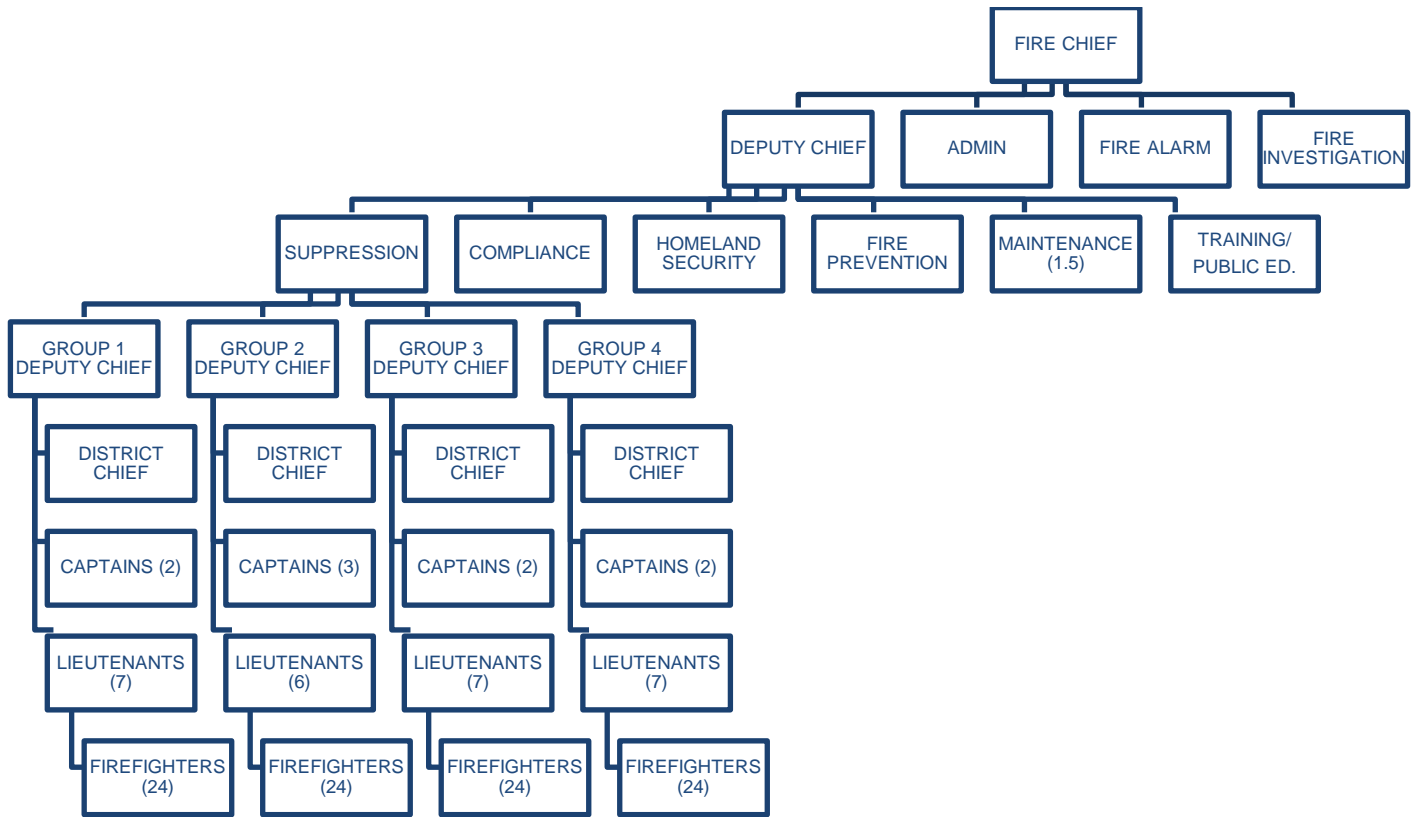 FIRE CHIEF
DEPUTY CHIEF
ADMIN
FIRE ALARM
FIRE
INVESTIGATION
SUPPRESSION
COMPLIANCE
HOMELAND
SECURITY
FIRE
PREVENTION
MAINTENANCE
(1.5)
TRAINING/
PUBLIC ED.
GROUP 1
DEPUTY CHIEF
GROUP 2
DEPUTY CHIEF
GROUP 3
DEPUTY CHIEF
GROUP 4
DEPUTY CHIEF
DISTRICT
CHIEF
DISTRICT
CHIEF
DISTRICT
CHIEF
DISTRICT
CHIEF
CAPTAINS (2)
CAPTAINS (3)
CAPTAINS (2)
CAPTAINS (2)
LIEUTENANTS
(7)
LIEUTENANTS
(6)
LIEUTENANTS
(7)
LIEUTENANTS
(7)
FIREFIGHTERS
(24)
FIREFIGHTERS
(24)
FIREFIGHTERS
(24)
FIREFIGHTERS
(24)